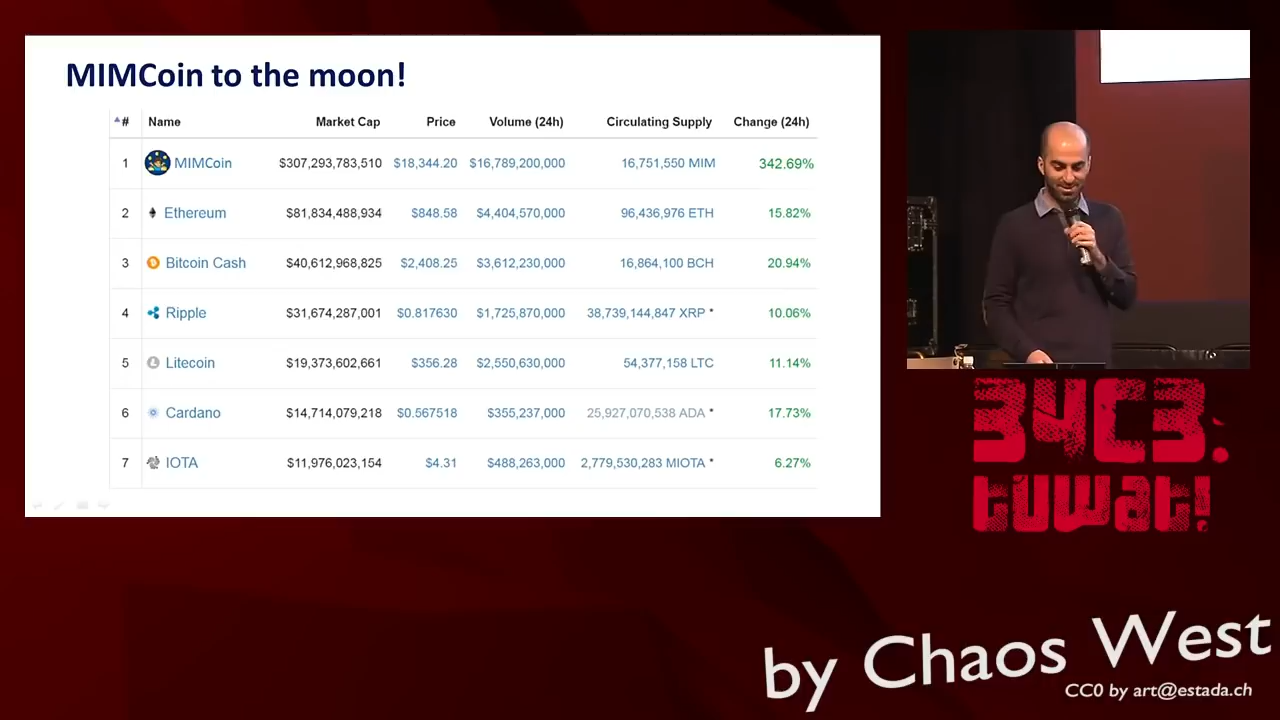 MIMCoin to the moon!
# Name Market Cap Price Volume (24h) Circulating Supply Change (24h)
1 MIMCoin $307,293,783,510 $18,344.20 $16,789,200,000 16,751,550 MIM 342.69%
2 Ethereum $81,834,488,934 $848.58 $4,404,570,000 96,436,976 ETH 15.82%
3 Bitcoin Cash $40,612,968,825 $2,408.25 $3,612,230,000 16,864,100 BCH 20.94%
4 Ripple $31,674,287,001 $0.817630 $1,725,870,000 38,739,144,847 XRP * 10.06%
5 Litecoin $19,373,602,661 $356.28 $2,550,630,000 54,377,158 LTC 11.14%
6 Cardano $14,714,079,218 $0.567518 $355,237,000 25,927,070,538 ADA * 17.73%
7 IOTA $11,976,023,154 $4.31 $488,263,000 2,779,530,283 MIOTA * 6.27%
34C3:
tuwat!
by Chaos West
CC0 by art@estada.ch